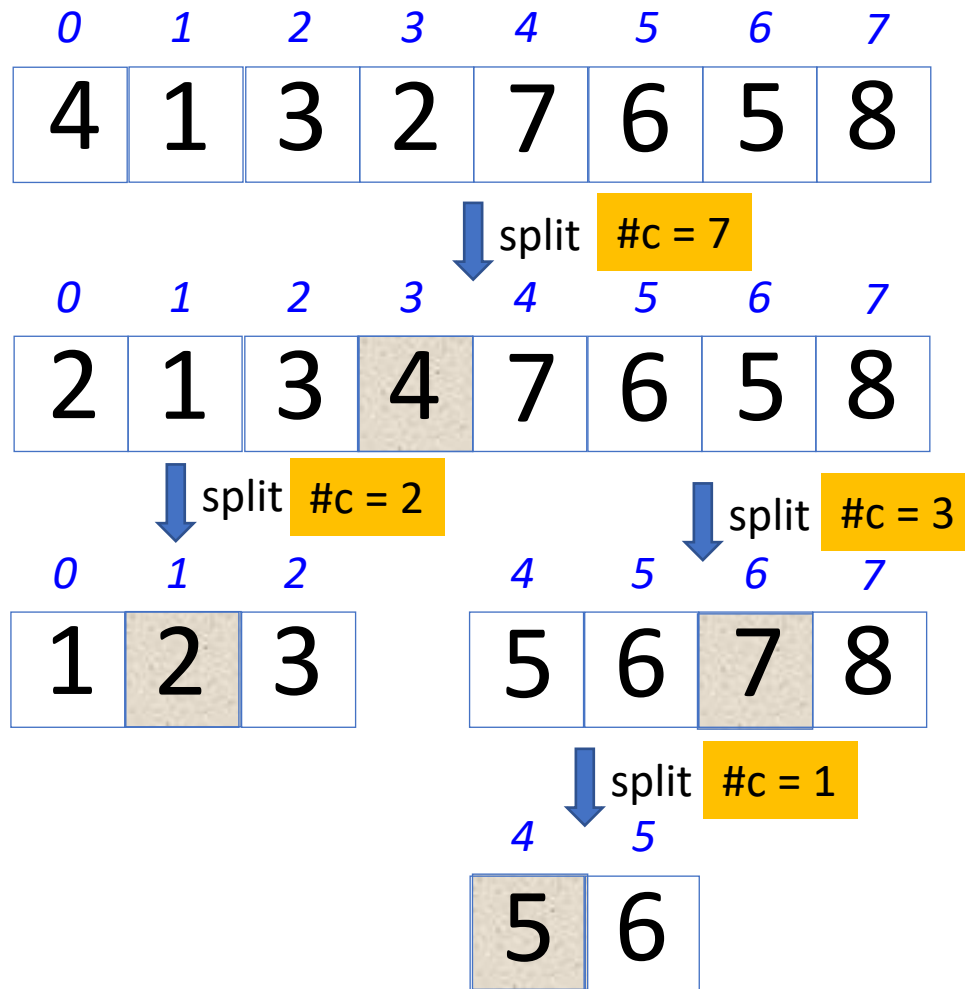 0 1 2 3 4 5 6 7
4 1 3 2 7 6 5 8
split #c = 7
0 1 2 3 4 5 6 7
2 1 3 4 7 6 5 8
split #c = 2 split #c = 3
0 1 2 4 5 6 7
1 2 3 5 6 7 8
split #c = 1
4 5
5 6